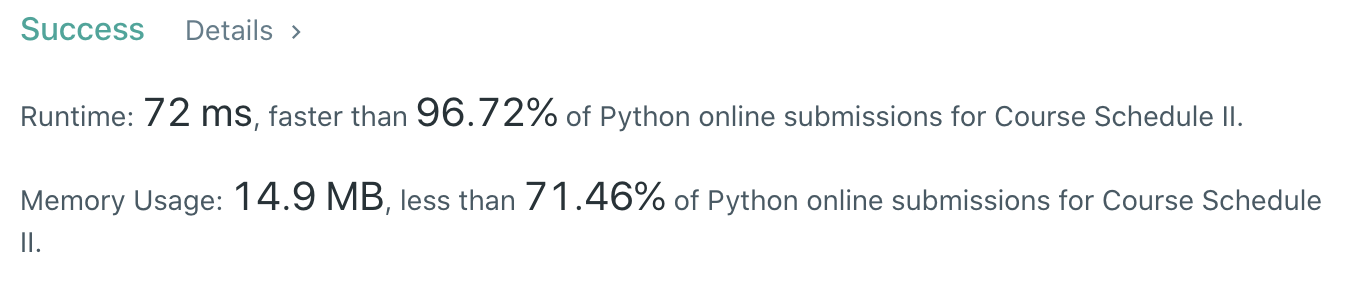 Success Details >
Runtime: 72 ms, faster than 96.72% of Python online submissions for Course Schedule II.
Memory Usage: 14.9 MB, less than 71.46% of Python online submissions for Course Schedule
II.